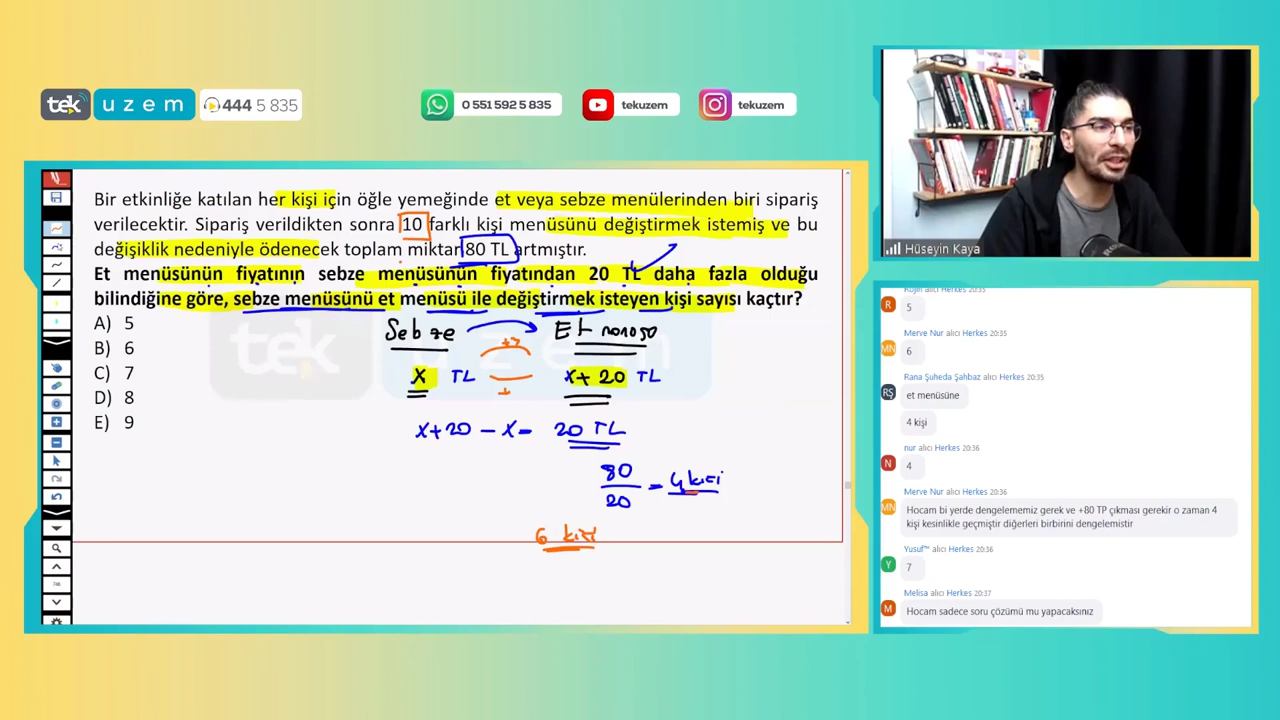 tek uzem 444 5 835
0 551 592 5 835
tekuzem
tekuzem
Bir etkinliğe katılan her kişi için öğle yemeğinde et veya sebze menülerinden biri sipariş
verilecektir. Sipariş verildikten sonra 10 farklı kişi menüsünü değiştirmek istemiş ve bu
değişiklik nedeniyle ödenecek toplam miktar 80 TL artmıştır.
Et menüsünün fiyatının sebze menüsünün fiyatından 20 TL daha fazla olduğu
bilindiğine göre, sebze menüsünü et menüsü ile değiştirmek isteyen kişi sayısı kaçtır?
A) 5
B) 6
C) 7
D) 8
E) 9
Sebze
x TL x+20 TL
x+20 - x = 20 TL
80
20
= 4 kişi
6 kişi
Hüseyin Kaya
5
Merve Nur alıcı Herkes 20:35
MN 6
Rana Şuheda Şahbaz alıcı Herkes 20:35
RŞ et menüsüne
4 kişi
nur alıcı Herkes 20:36
N 4
Merve Nur alıcı Herkes 20:36
MN Hocam bi yerde dengelememiz gerek ve +80 TP çıkması gerekir o zaman 4
kişi kesinlikle geçmiştir diğerleri birbirini dengelemistir
Yusuf™ alıcı Herkes 20:36
Y 7
Melisa alıcı Herkes 20:37
M Hocam sadece soru çözümü mu yapacaksınız